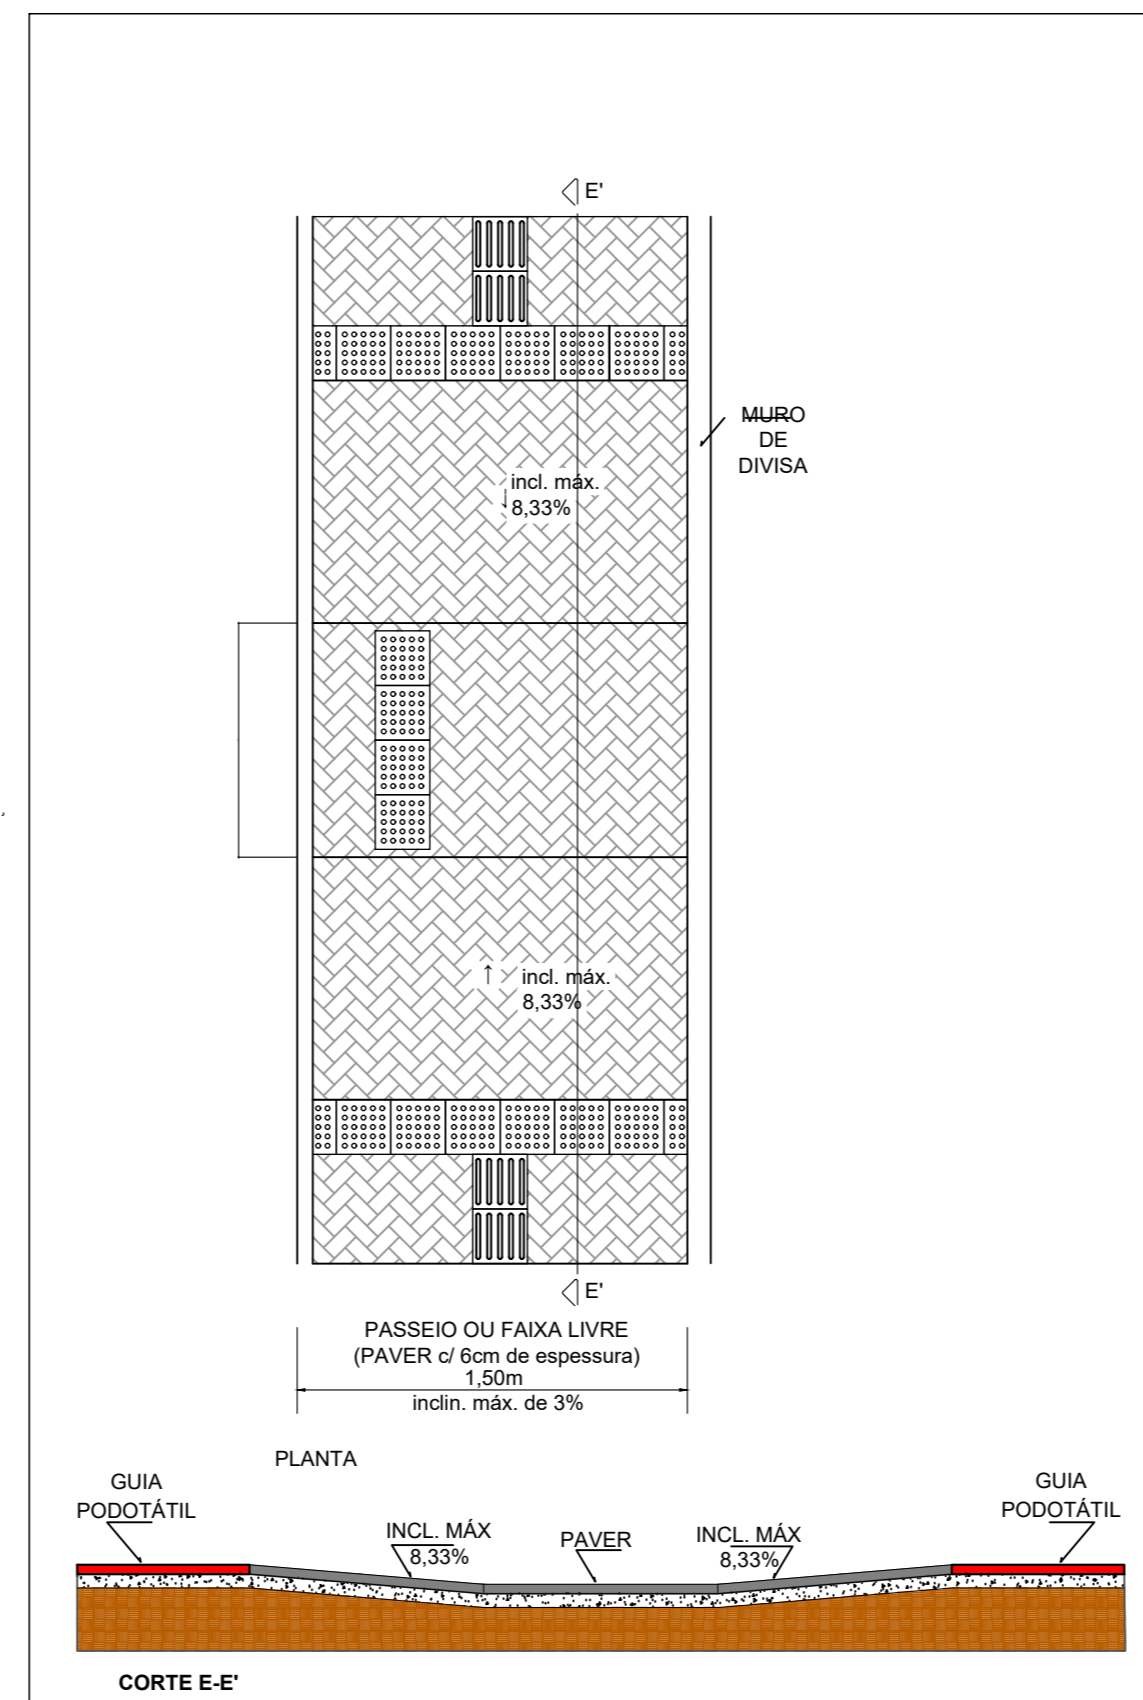 E'
MURO
DE
DIVISA
incl. máx.
8,33%
↑ incl. máx.
8,33%
E'
PASSEIO OU FAIXA LIVRE
(PAVER c/ 6cm de espessura)
1,50m
inclin. máx. de 3%
PLANTA
GUIA
PODOTÁTIL
INCL. MÁX
8,33%
PAVER
INCL. MÁX
8,33%
GUIA
PODOTÁTIL
CORTE E-E'